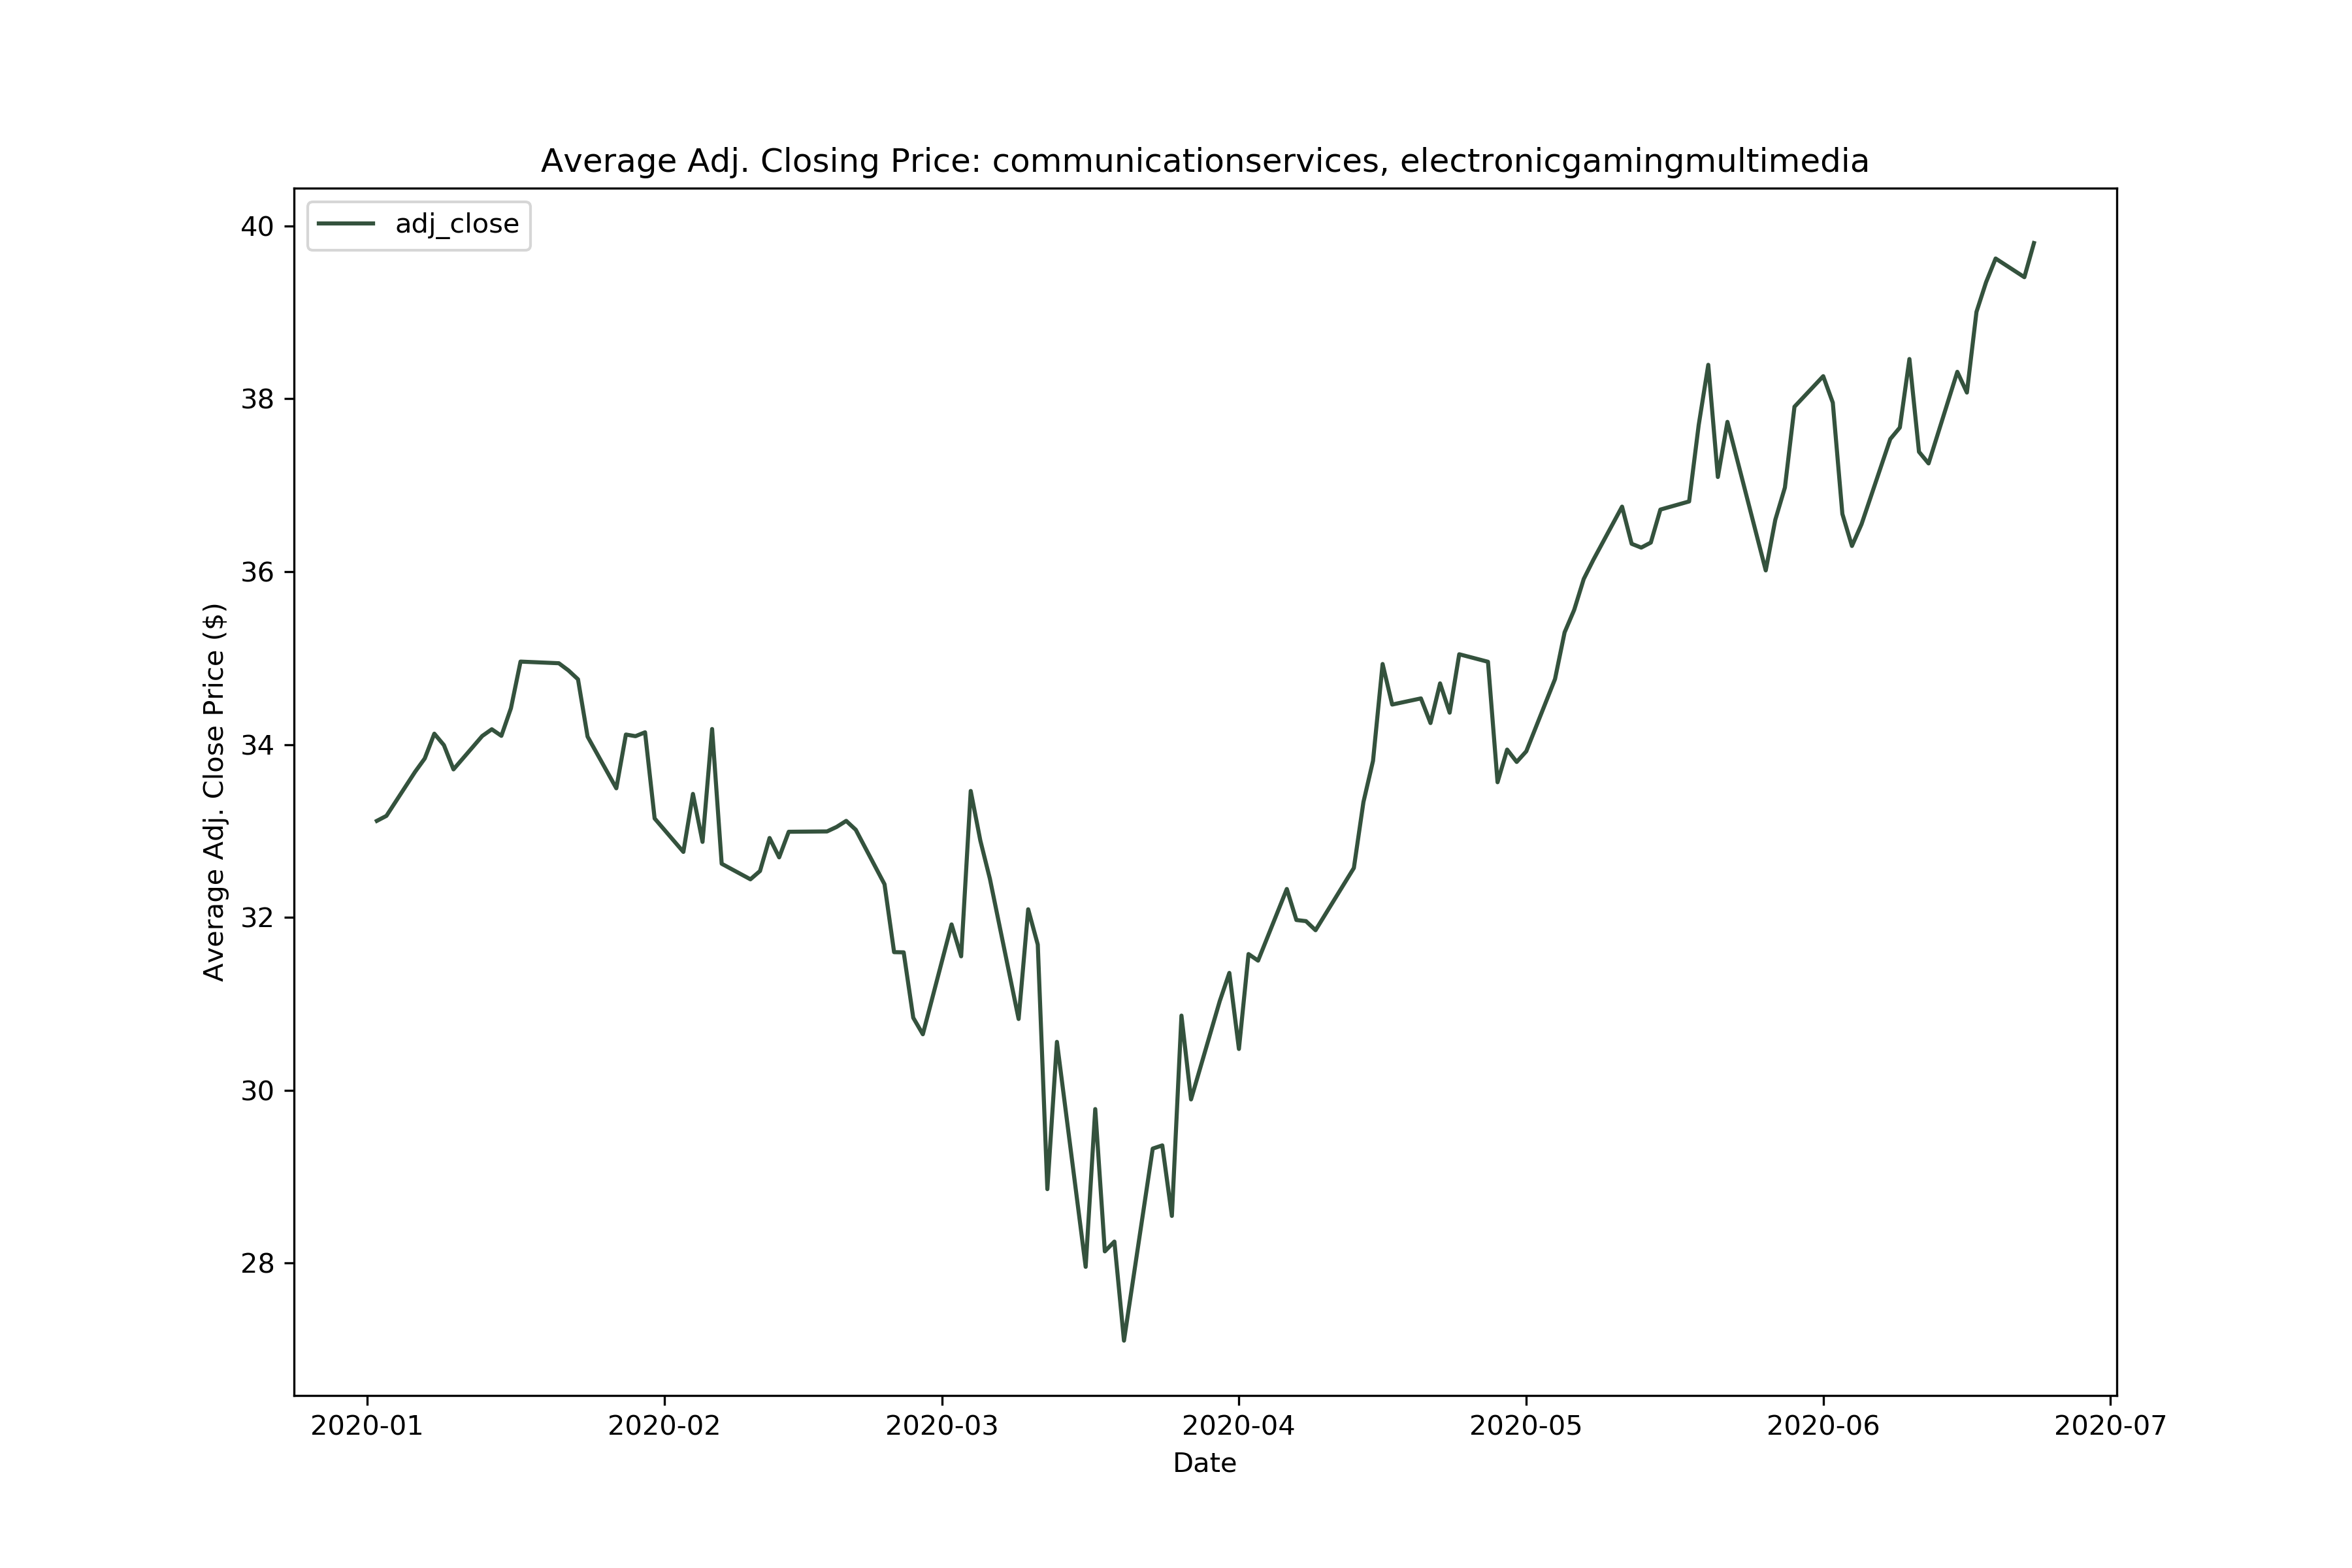 Average Adj. Closing Price: communicationservices, electronicgamingmultimedia
adj_close
Average Adj. Close Price ($)
40
38
36
34
32
30
28
2020-01 2020-02 2020-03 2020-04 2020-05 2020-06 2020-07
Date